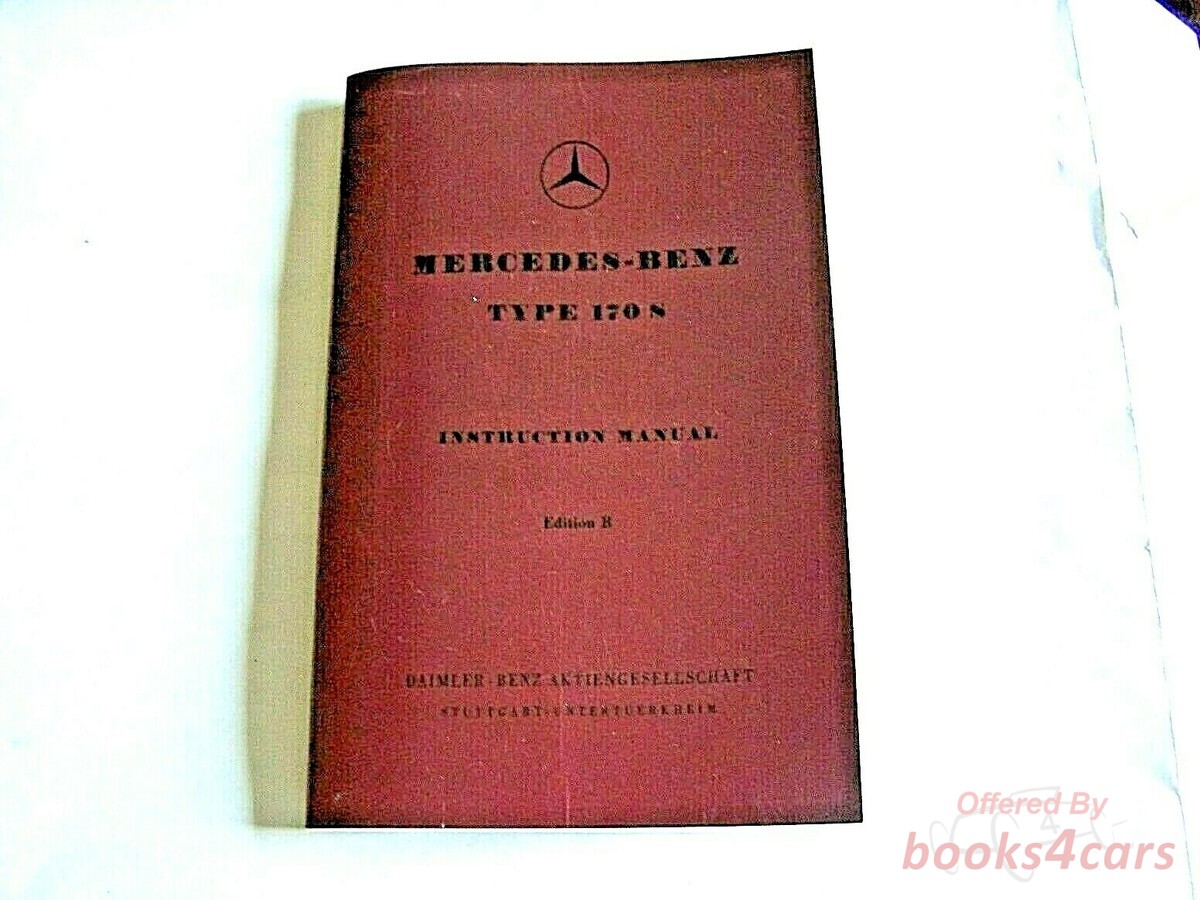 MERCEDES-BENZ
TYPE 170 S
INSTRUCTION MANUAL
Edition B
DAIMLER-BENZ AKTIENGESELLSCHAFT
STUTTGART-UNTERTUERKHEIM
Offered By
books4cars